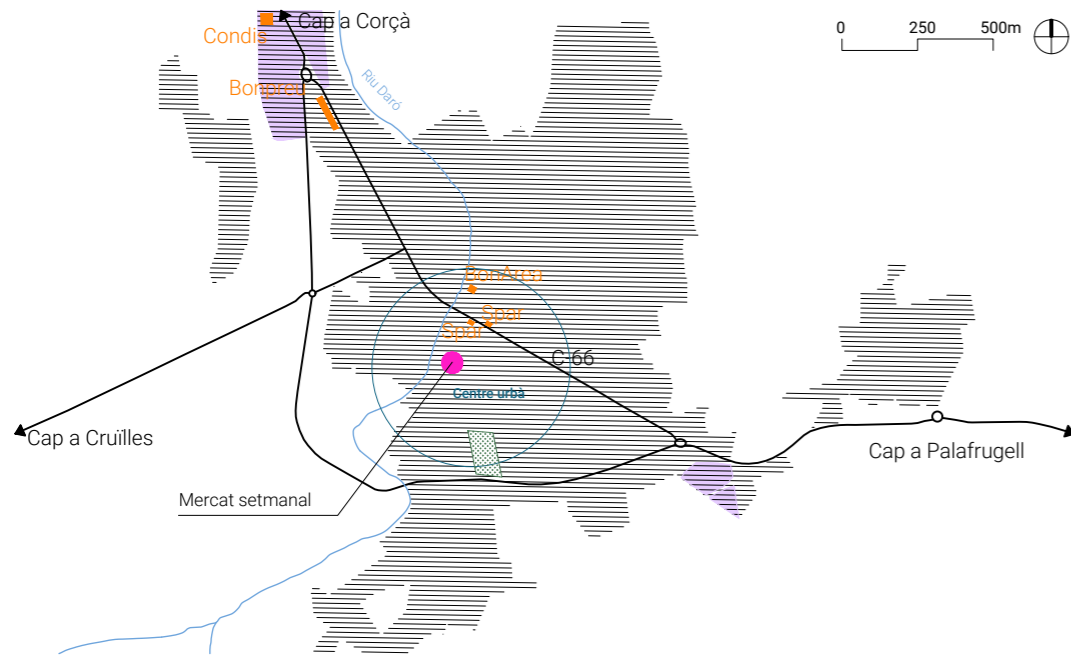 Cap a Corçà
0
250
500m
Condis
Bonpreu
Riu Daró
BonÀrea
Spar
Spar
C-66
Centre urbà
Cap a Cruïlles
Cap a Palafrugell
Mercat setmanal